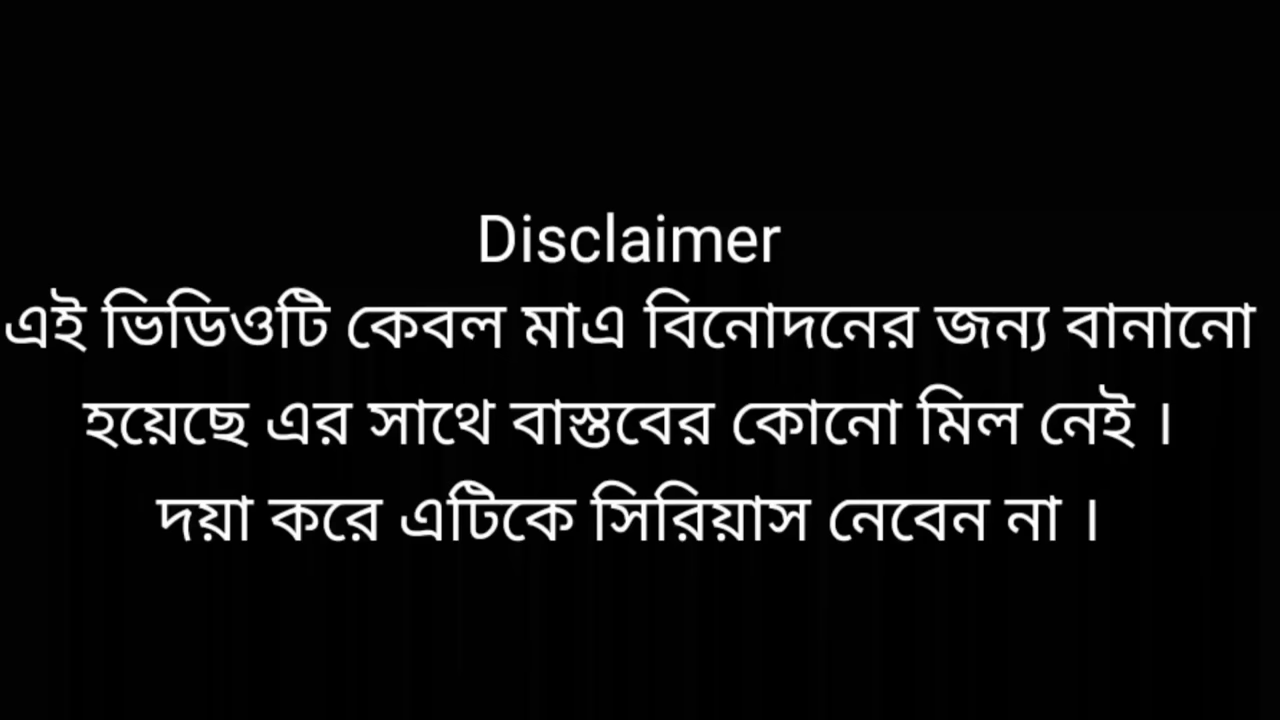 Disclaimer
এই ভিডিওটি কেবল মাএ বিনোদনের জন্য বানানো
হয়েছে এর সাথে বাস্তবের কোনো মিল নেই ।
দয়া করে এটিকে সিরিয়াস নেবেন না ।